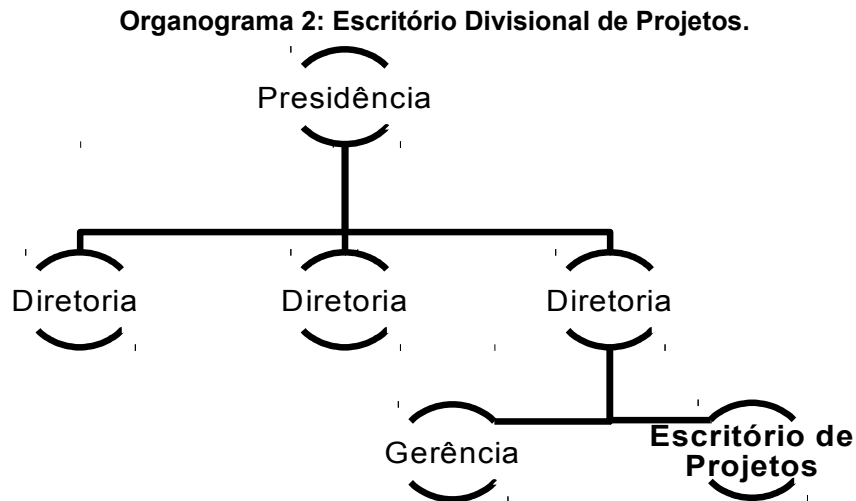 Organograma 2: Escritório Divisional de Projetos.
Presidência
Diretoria
Diretoria
Diretoria
Gerência
Escritório de
Projetos